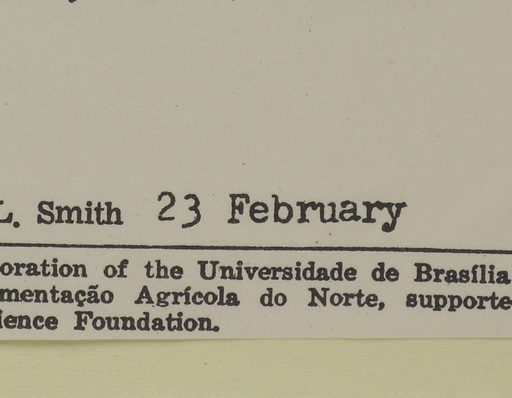 L. Smith 23 February
oration of the Universidade de Brasília
mentação Agrícola do Norte, supporte
ience Foundation.